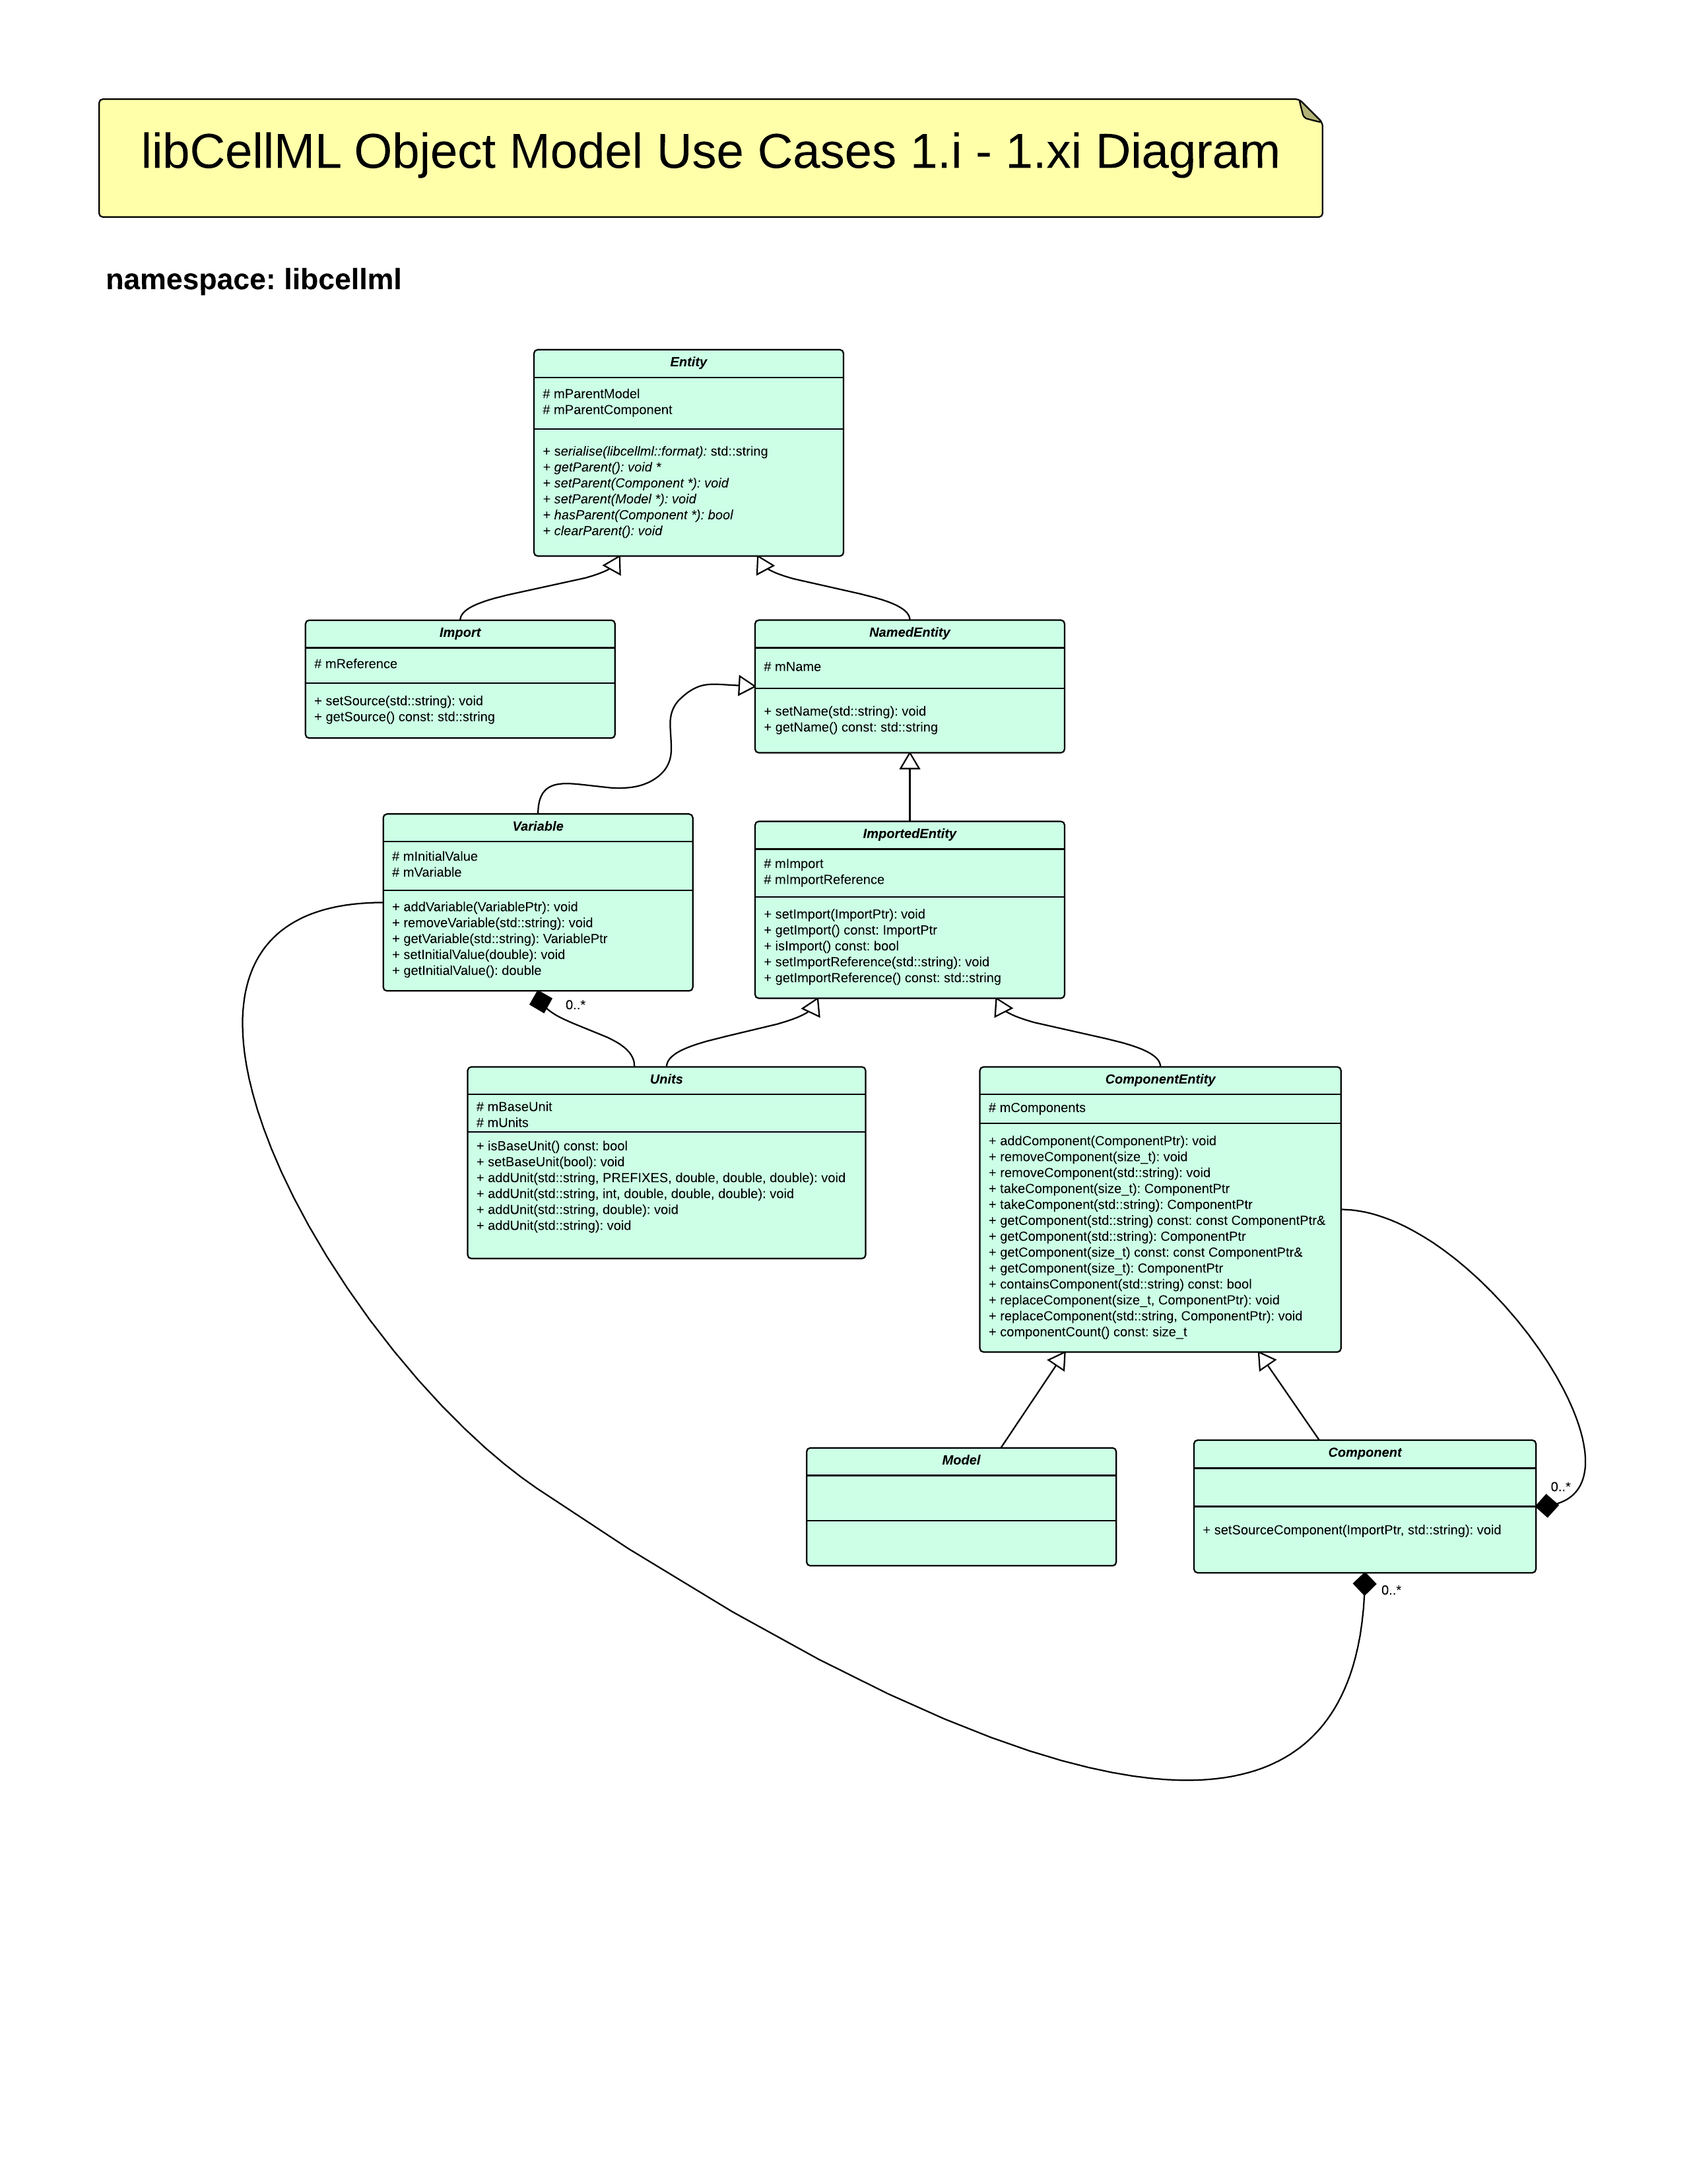 libCellML Object Model Use Cases 1.i - 1.xi Diagram
namespace: libcellml
Entity
# mParentModel
# mParentComponent
+ serialise(libcellml::format): std::string
+ getParent(): void *
+ setParent(Component *): void
+ setParent(Model *): void
+ hasParent(Component *): bool
+ clearParent(): void
Import
# mReference
+ setSource(std::string): void
+ getSource() const: std::string
NamedEntity
# mName
+ setName(std::string): void
+ getName() const: std::string
Variable
# mInitialValue
# mVariable
+ addVariable(VariablePtr): void
+ removeVariable(std::string): void
+ getVariable(std::string): VariablePtr
+ setInitialValue(double): void
+ getInitialValue(): double
0..*
ImportedEntity
# mImport
# mImportReference
+ setImport(ImportPtr): void
+ getImport() const: ImportPtr
+ isImport() const: bool
+ setImportReference(std::string): void
+ getImportReference() const: std::string
Units
# mBaseUnit
# mUnits
+ isBaseUnit() const: bool
+ setBaseUnit(bool): void
+ addUnit(std::string, PREFIXES, double, double, double): void
+ addUnit(std::string, int, double, double, double): void
+ addUnit(std::string, double): void
+ addUnit(std::string): void
ComponentEntity
# mComponents
+ addComponent(ComponentPtr): void
+ removeComponent(size_t): void
+ removeComponent(std::string): void
+ takeComponent(size_t): ComponentPtr
+ takeComponent(std::string): ComponentPtr
+ getComponent(std::string) const: const ComponentPtr&
+ getComponent(std::string): ComponentPtr
+ getComponent(size_t) const: const ComponentPtr&
+ getComponent(size_t): ComponentPtr
+ containsComponent(std::string) const: bool
+ replaceComponent(size_t, ComponentPtr): void
+ replaceComponent(std::string, ComponentPtr): void
+ componentCount() const: size_t
Model
Component
+ setSourceComponent(ImportPtr, std::string): void
0..*
0..*